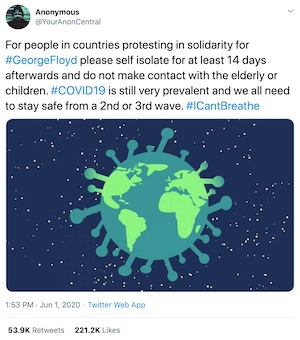 Anonymous
@YourAnonCentral
For people in countries protesting in solidarity for
#GeorgeFloyd please self isolate for at least 14 days
afterwards and do not make contact with the elderly or
children. #COVID19 is still very prevalent and we all need
to stay safe from a 2nd or 3rd wave. #ICantBreathe
1:53 PM · Jun 1, 2020 · Twitter Web App
53.9K Retweets 221.2K Likes